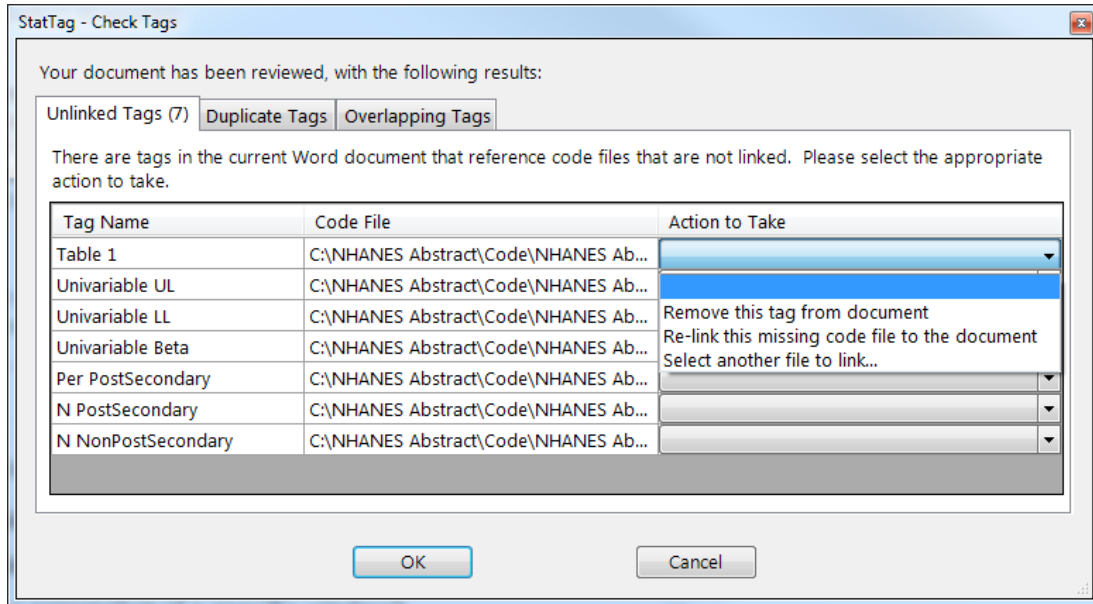 StatTag - Check Tags
Your document has been reviewed, with the following results:
Unlinked Tags (7) Duplicate Tags Overlapping Tags
There are tags in the current Word document that reference code files that are not linked. Please select the appropriate
action to take.
Tag Name Code File Action to Take
Table 1 C:\NHANES Abstract\Code\NHANES Ab...
Univariable UL C:\NHANES Abstract\Code\NHANES Ab...
Univariable LL C:\NHANES Abstract\Code\NHANES Ab...
Univariable Beta C:\NHANES Abstract\Code\NHANES Ab...
Per PostSecondary C:\NHANES Abstract\Code\NHANES Ab...
N PostSecondary C:\NHANES Abstract\Code\NHANES Ab...
N NonPostSecondary C:\NHANES Abstract\Code\NHANES Ab...
Remove this tag from document
Re-link this missing code file to the document
Select another file to link...
OK Cancel